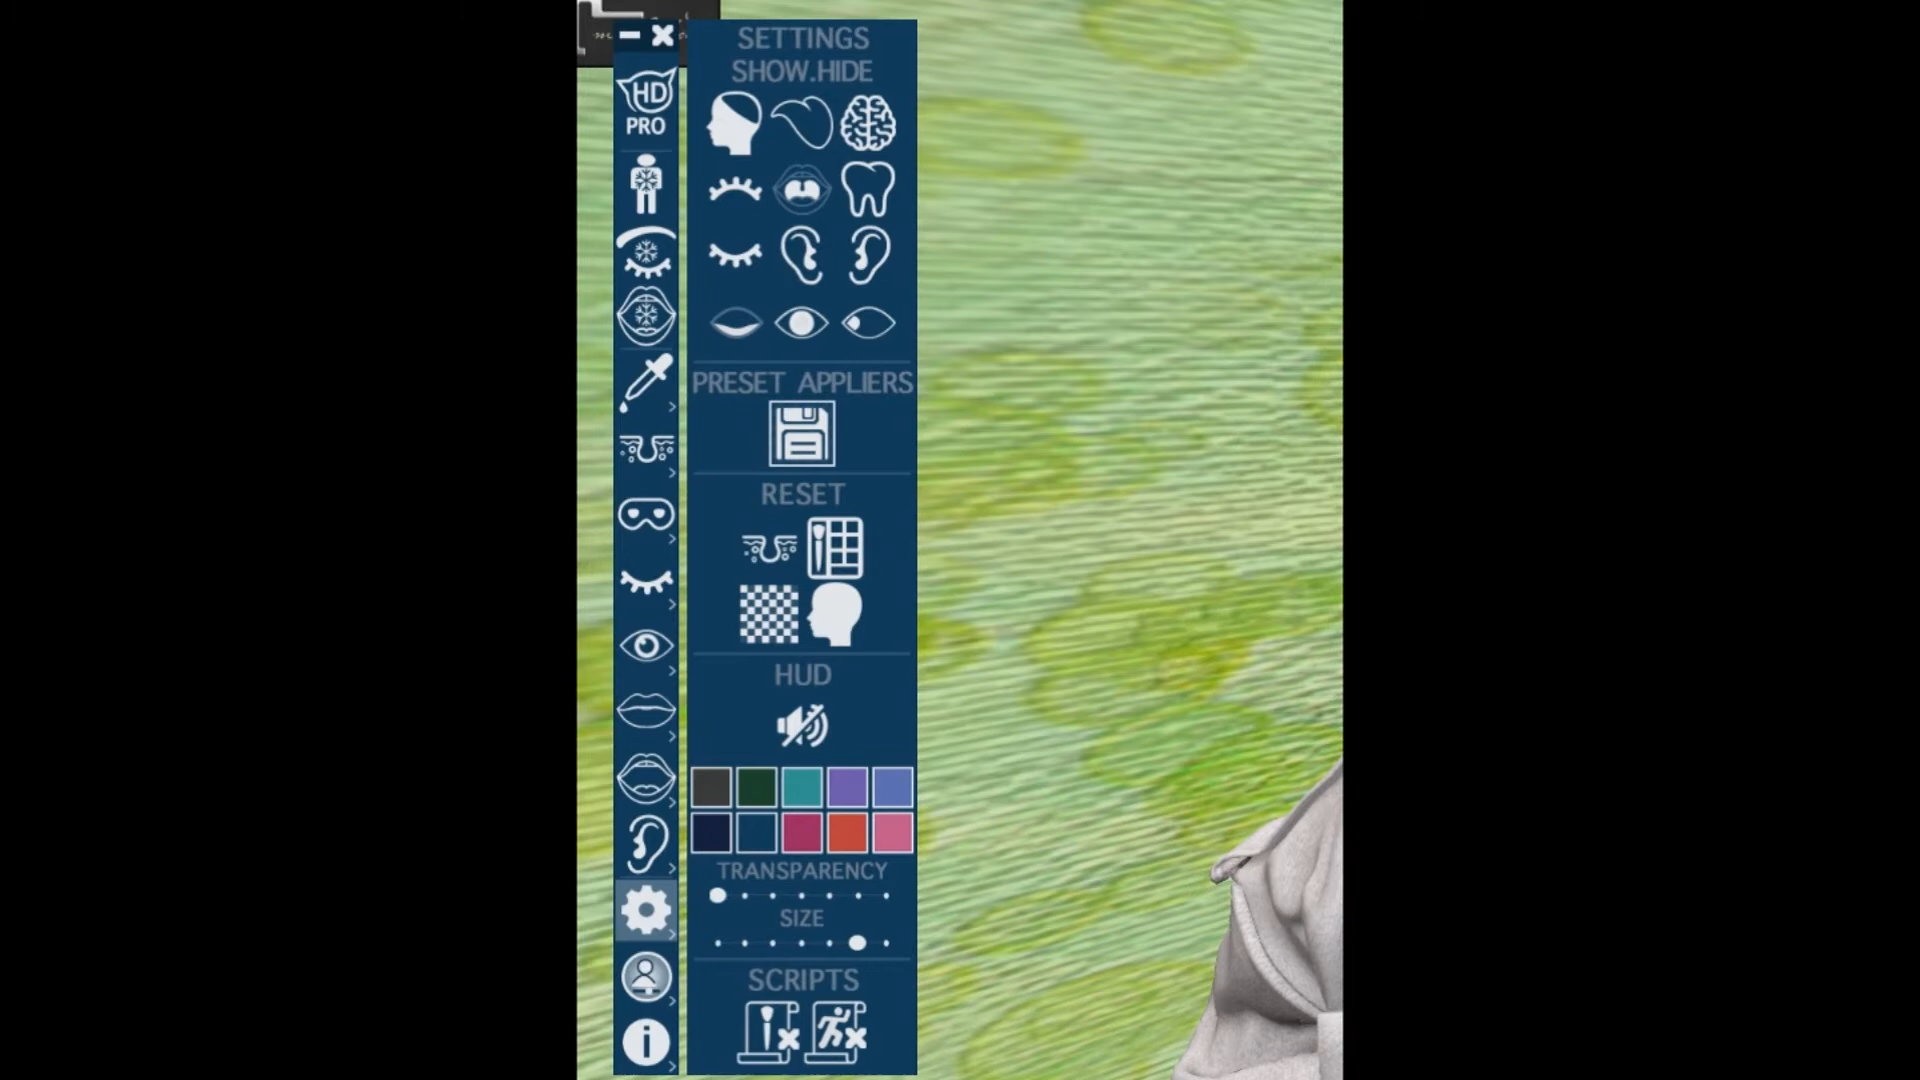 SETTINGS
SHOW.HIDE
HD
PRO
PRESET APPLIERS
RESET
HUD
TRANSPARENCY
SIZE
SCRIPTS
i